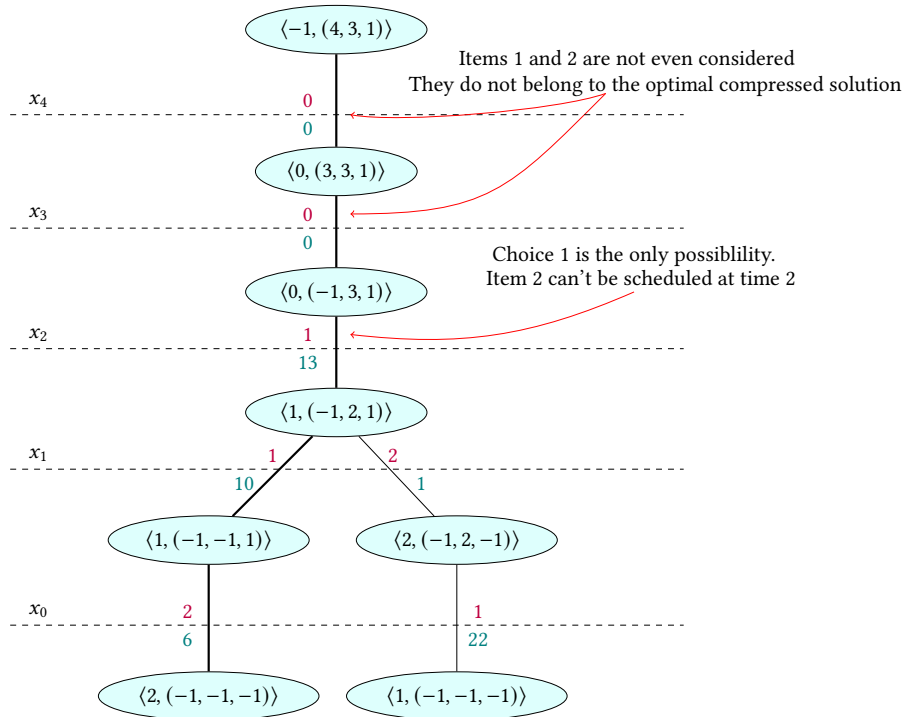 ⟨−1, (4, 3, 1)⟩
Items 1 and 2 are not even considered
They do not belong to the optimal compressed solution
x₄
0
0
⟨0, (3, 3, 1)⟩
x₃
0
0
Choice 1 is the only possiblility.
Item 2 can't be scheduled at time 2
⟨0, (−1, 3, 1)⟩
x₂
1
13
⟨1, (−1, 2, 1)⟩
x₁
1 2
10 1
⟨1, (−1, −1, 1)⟩ ⟨2, (−1, 2, −1)⟩
x₀
2 1
6 22
⟨2, (−1, −1, −1)⟩ ⟨1, (−1, −1, −1)⟩